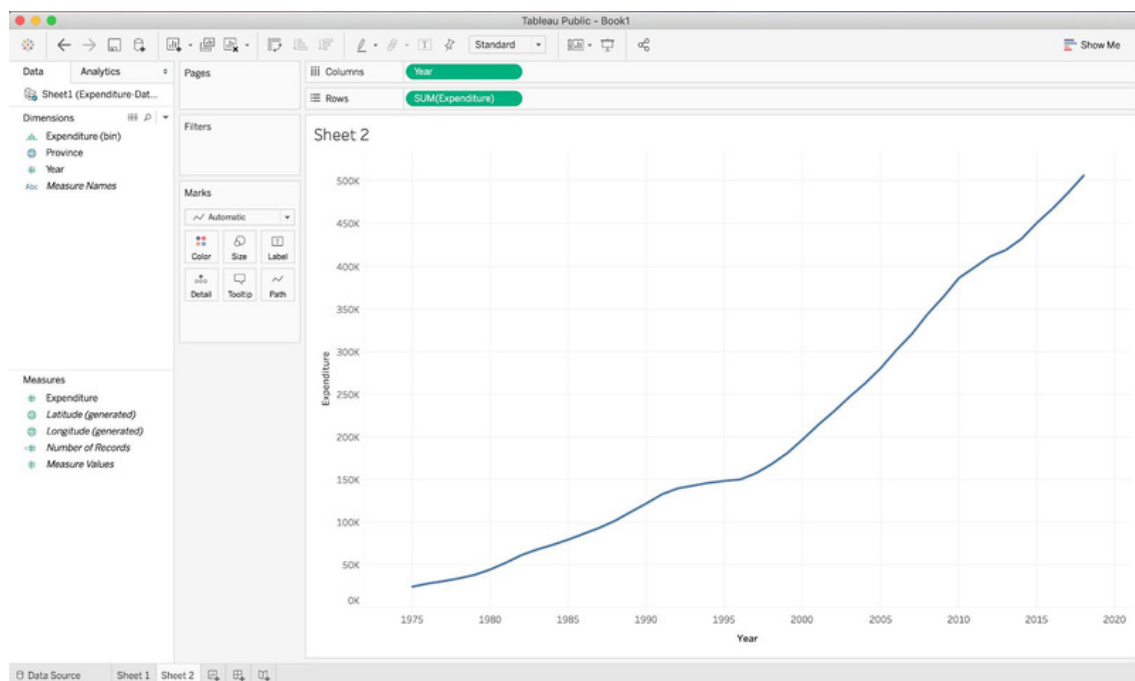 Tableau Public - Book1
Standard
Show Me
Data Analytics
Sheet1 (Expenditure-Dat...
Dimensions
Expenditure (bin)
Province
Year
Abc Measure Names
Measures
Expenditure
Latitude (generated)
Longitude (generated)
Number of Records
Measure Values
Pages
Filters
Marks
Automatic
Color Size Label
Detail Tooltip Path
Columns Year
Rows SUM(Expenditure)
Sheet 2
500K
450K
400K
350K
300K
250K
200K
150K
100K
50K
0K
Expenditure
1975 1980 1985 1990 1995 2000 2005 2010 2015 2020
Year
Data Source Sheet 1 Sheet 2